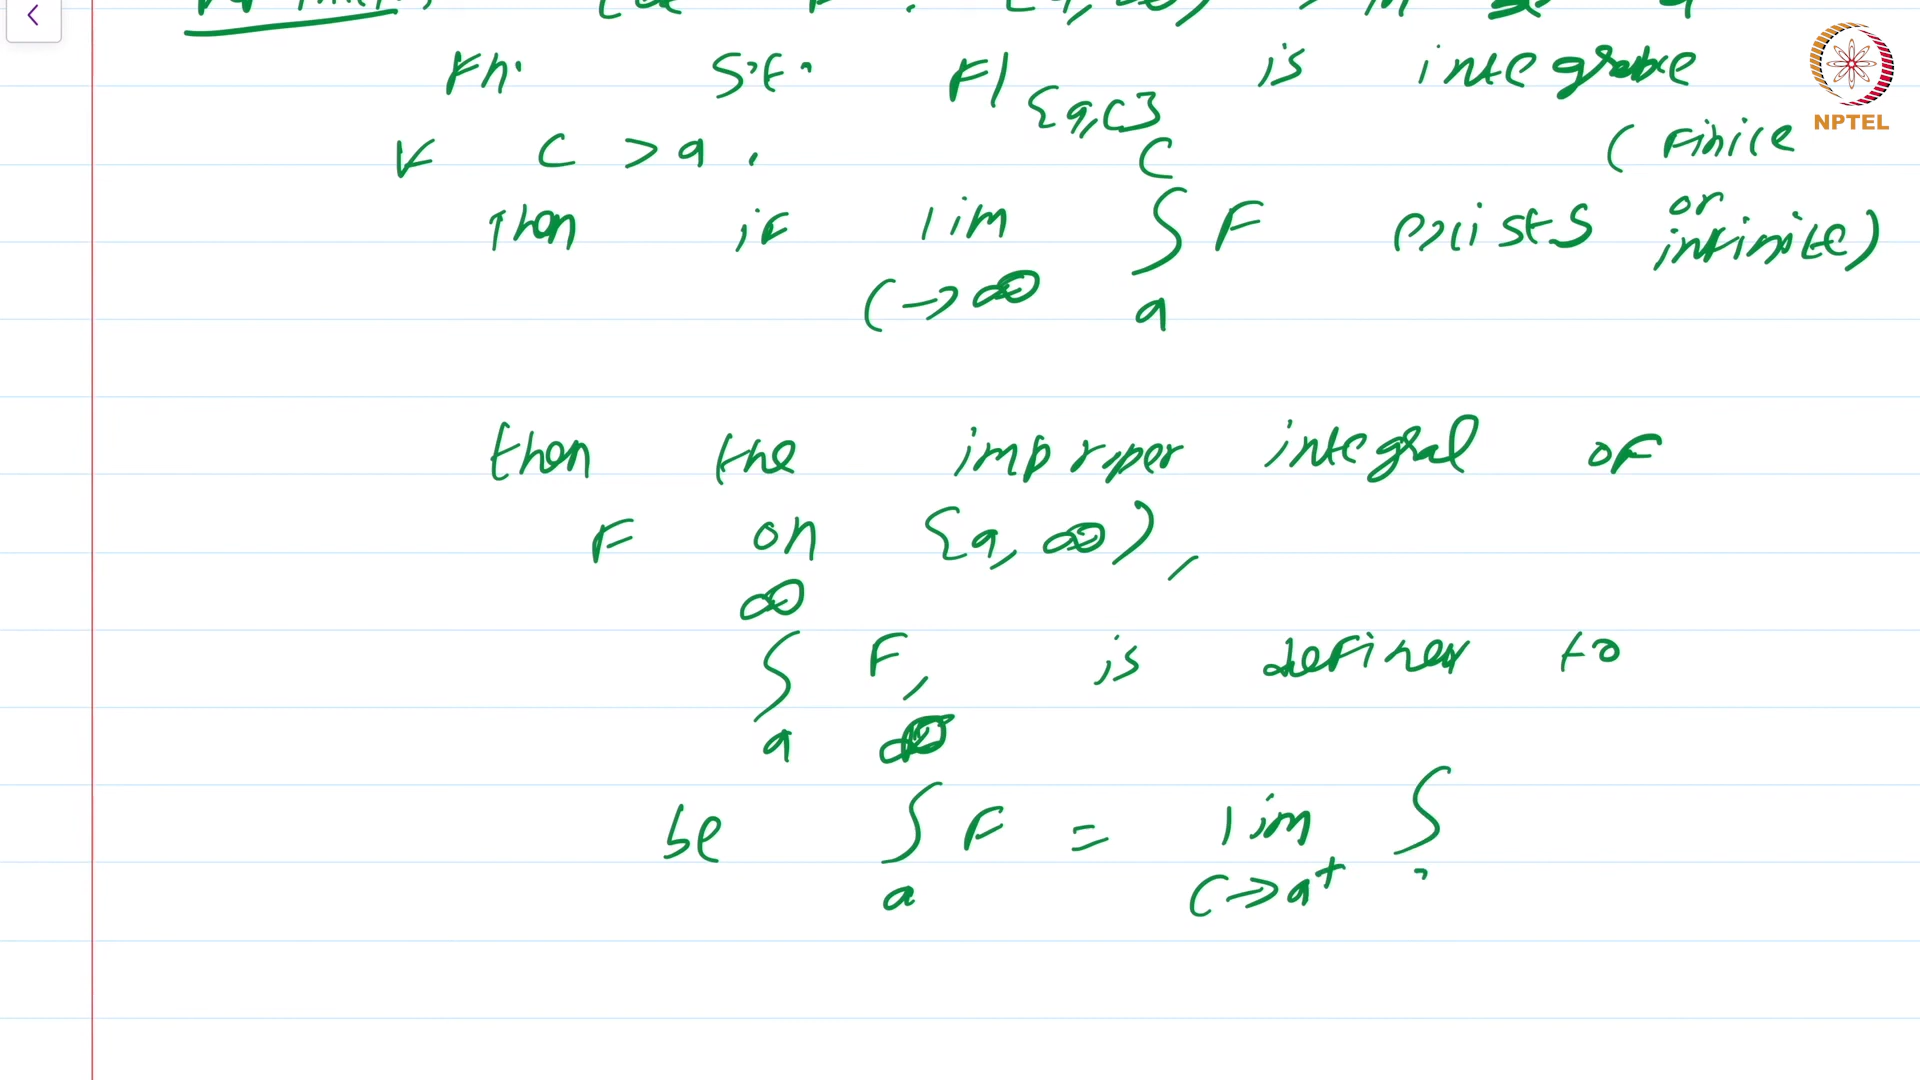 Fn. s.t. F|[a,c] is integrable
∀ c > a. (finite
Then if lim c→∞ ∫_a^c F exists or infinite)
then the improper integral of
F on [a, ∞),
∫_a^∞ F, is defined to
be ∫_a^∞ F = lim c→a+ ∫
NPTEL